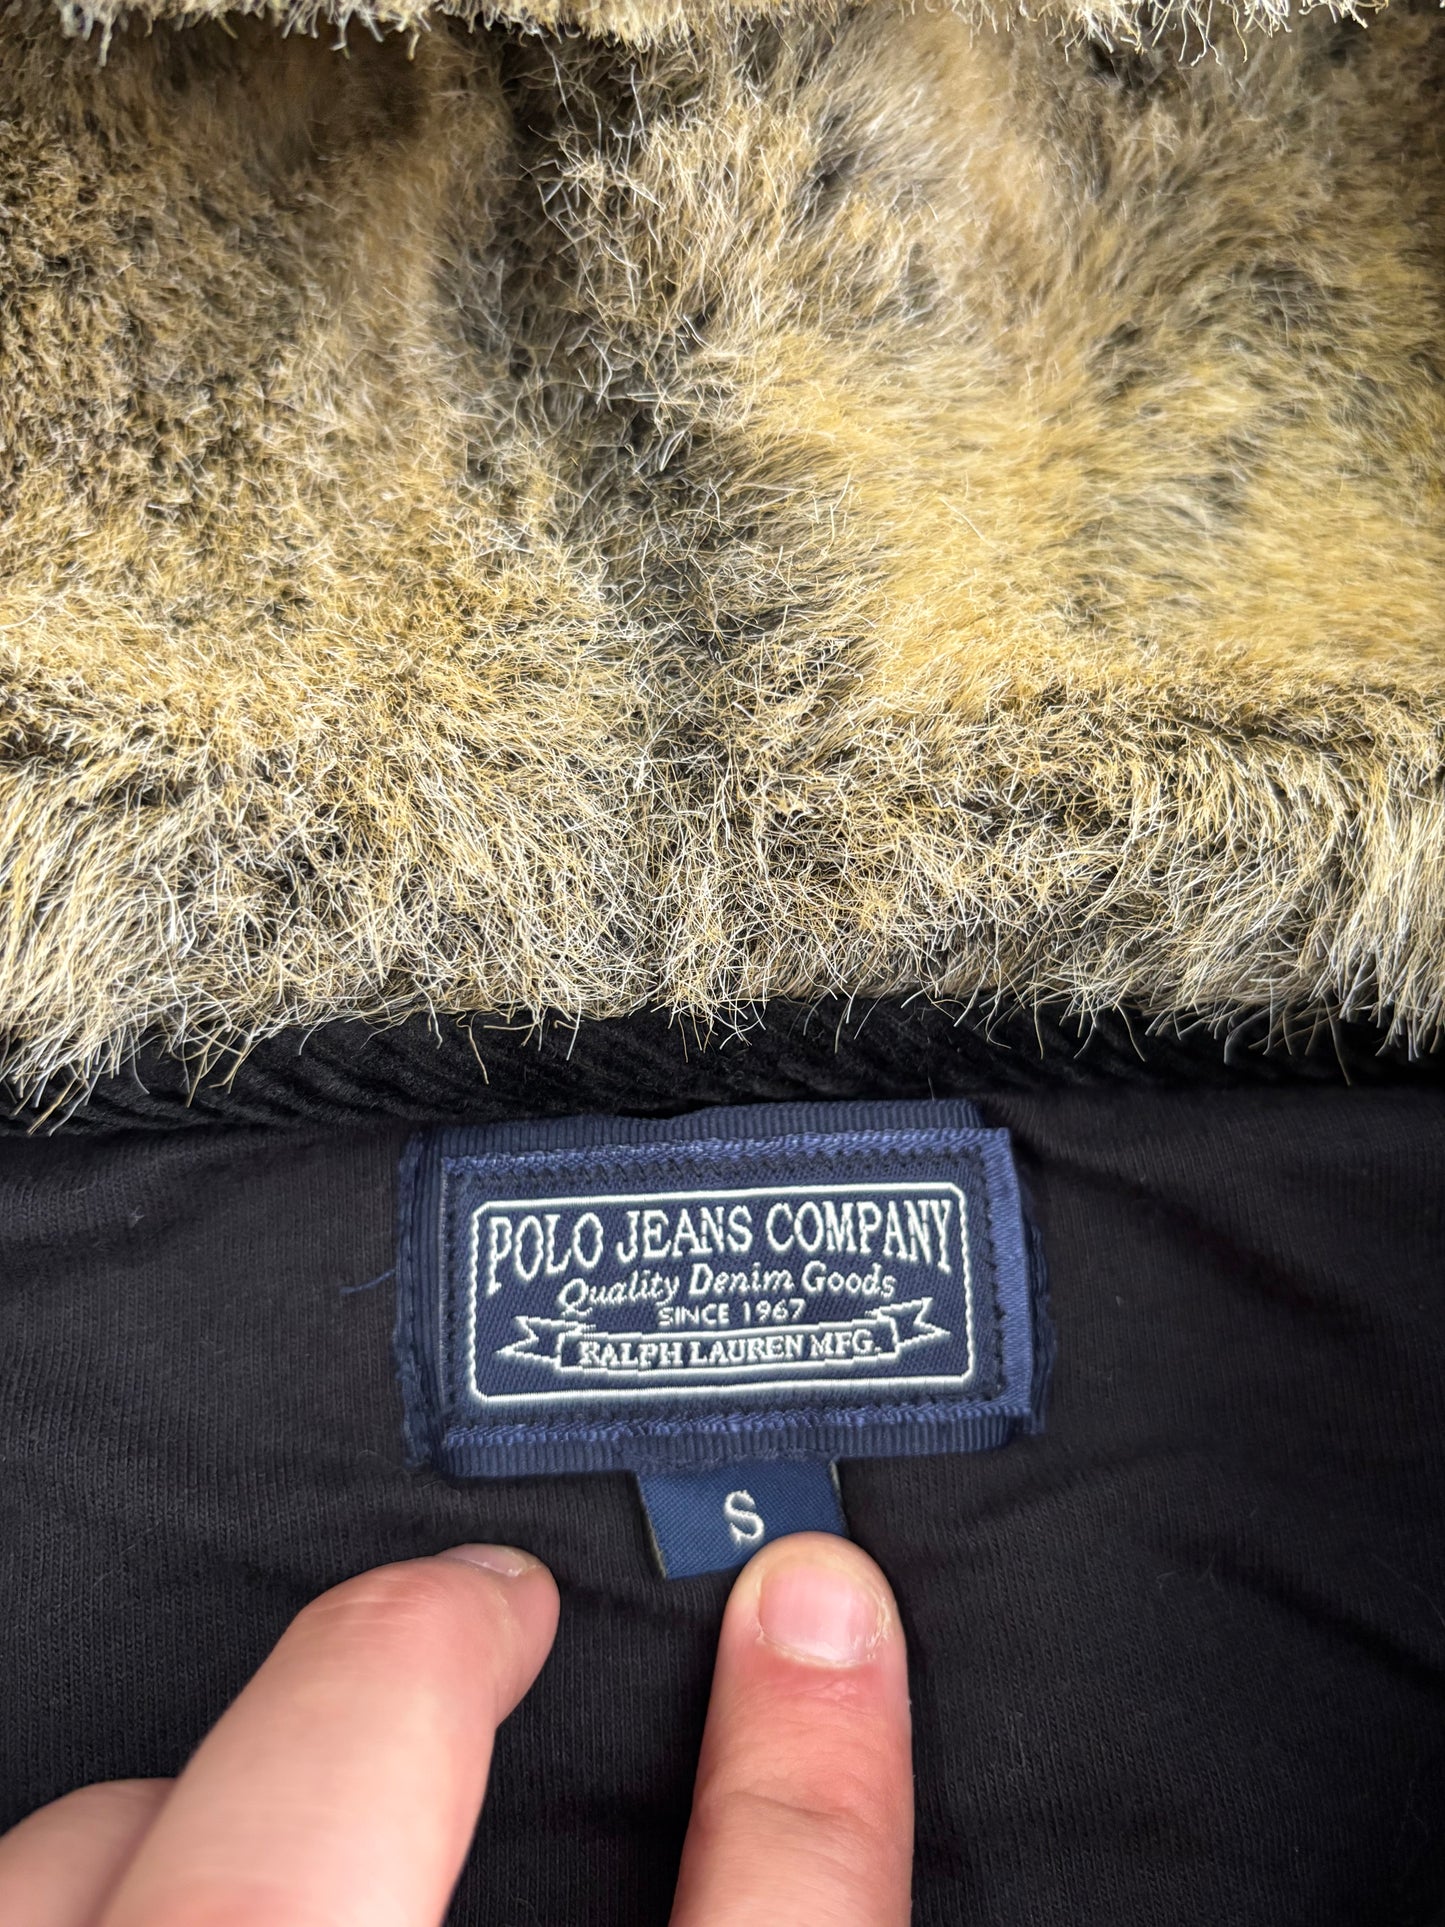 POLO JEANS COMPANY
Quality Denim Goods
SINCE 1967
RALPH LAUREN MFG.
S